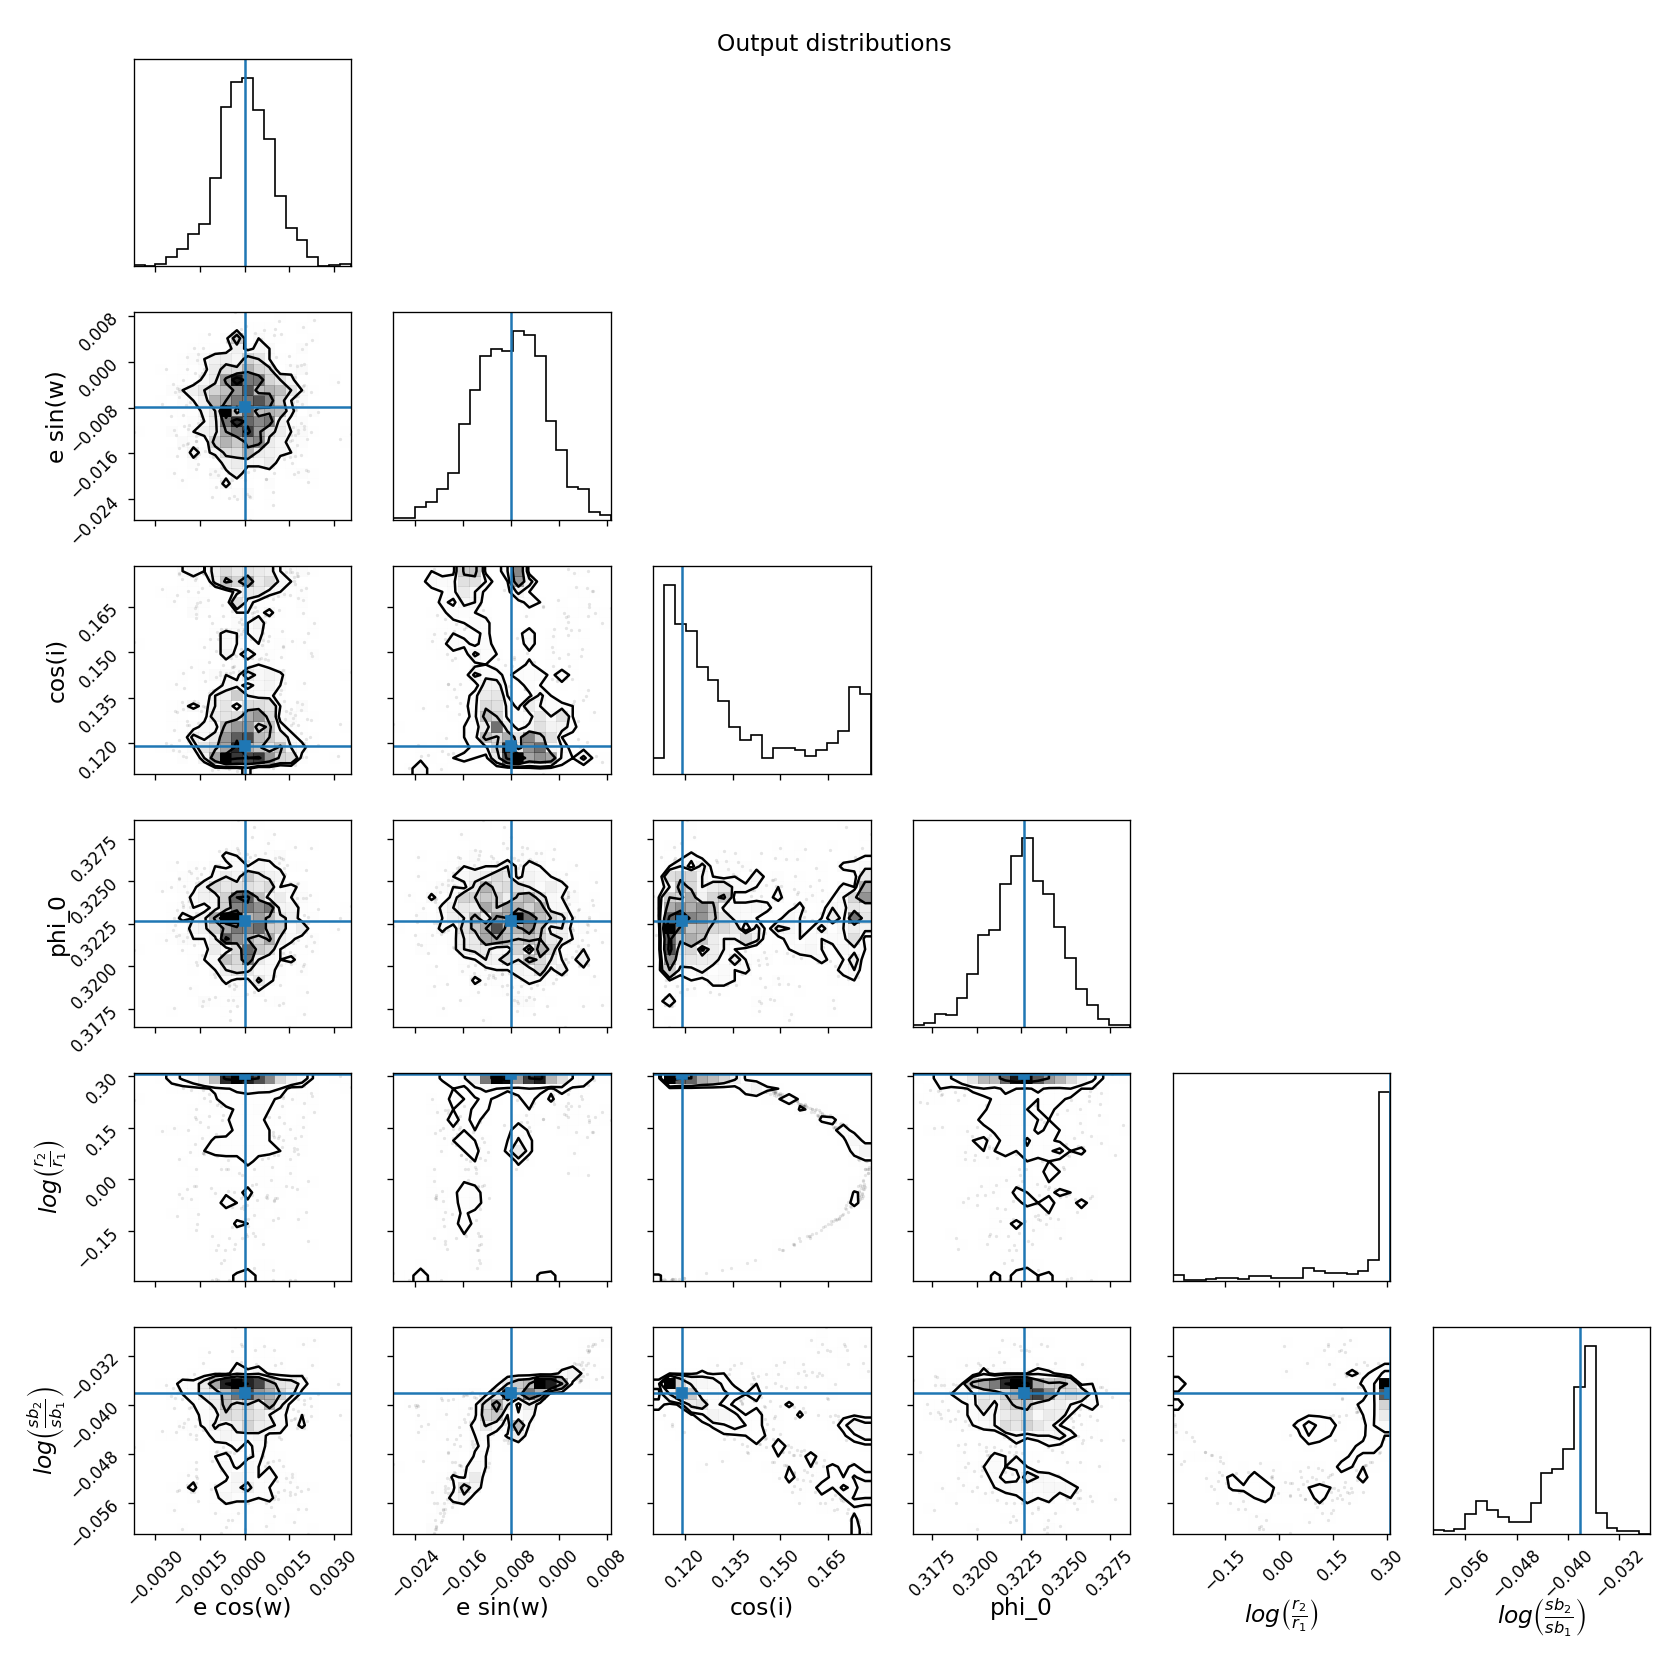 Output distributions
0.008
0.000
−0.008
−0.016
−0.024
e sin(w)
0.165
0.150
0.135
0.120
cos(i)
0.3275
0.3250
0.3225
0.3200
0.3175
phi_0
0.30
0.15
0.00
−0.15
log(r₂/r₁)
−0.032
−0.040
−0.048
−0.056
log(sb₂/sb₁)
−0.0030 −0.0015 0.0000 0.0015 0.0030
−0.024 −0.016 −0.008 0.000 0.008
0.120 0.135 0.150 0.165
0.3175 0.3200 0.3225 0.3250 0.3275
−0.15 0.00 0.15 0.30
−0.056 −0.048 −0.040 −0.032
e cos(w) e sin(w) cos(i) phi_0 log(r₂/r₁) log(sb₂/sb₁)